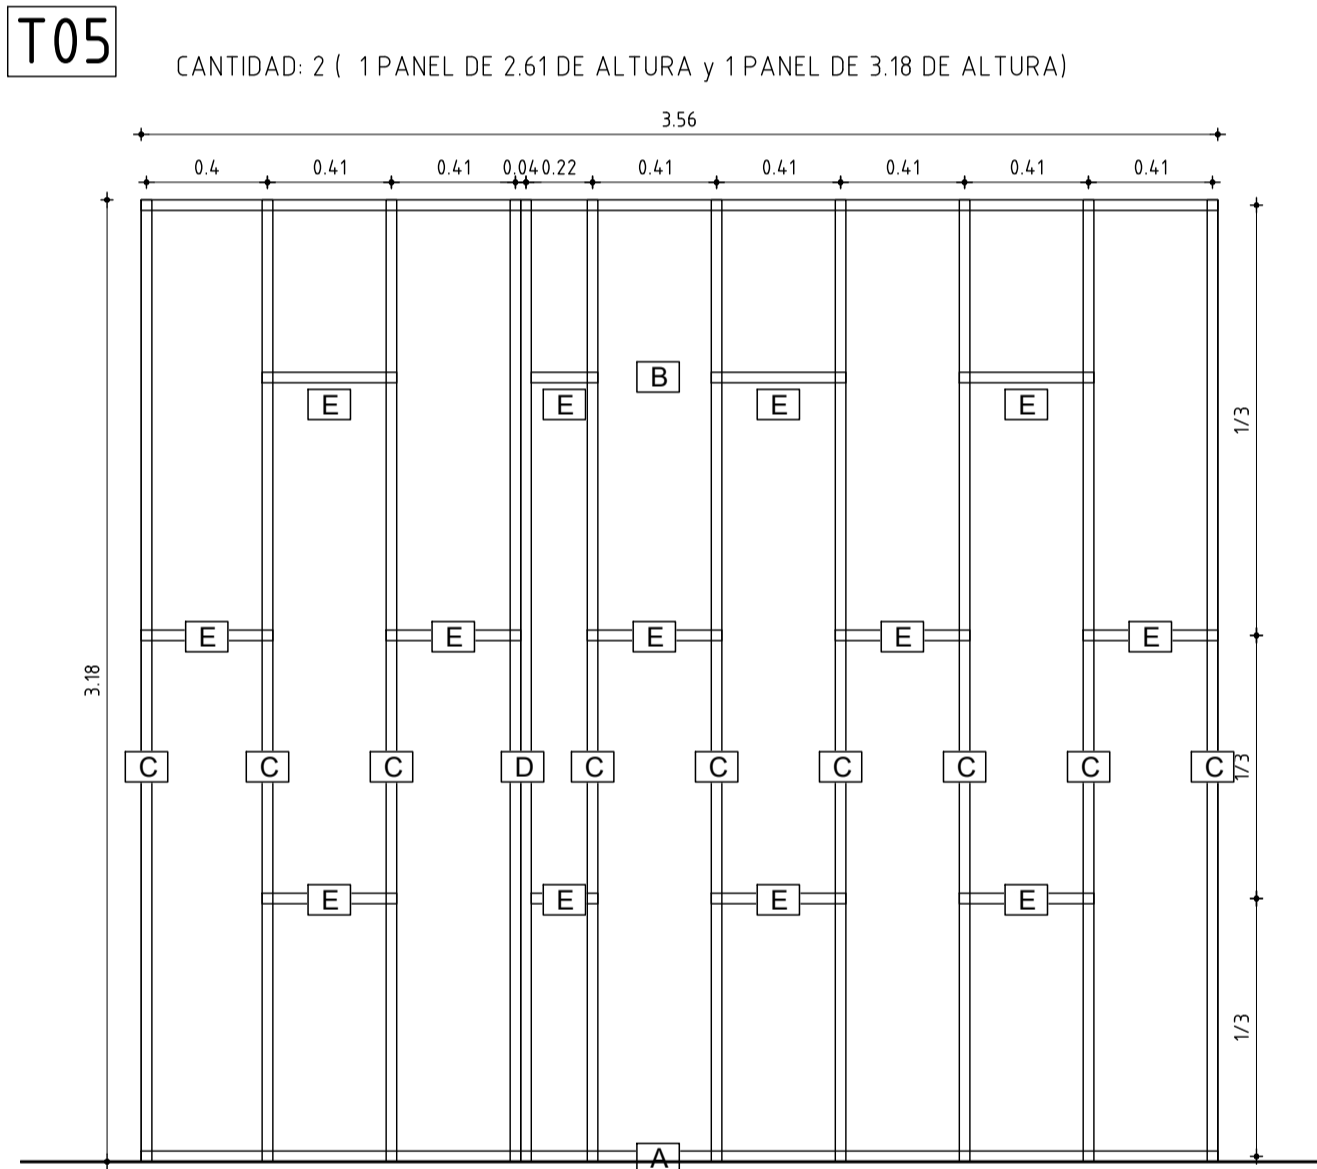 T05
CANTIDAD: 2 ( 1 PANEL DE 2.61 DE ALTURA y 1 PANEL DE 3.18 DE ALTURA)
3.56
0.4 0.41 0.41 0.04 0.22 0.41 0.41 0.41 0.41 0.41
B
E E E E
1/3
E E E E E
3.18
C C C D C C C C C C
1/3
E E E E
1/3
A